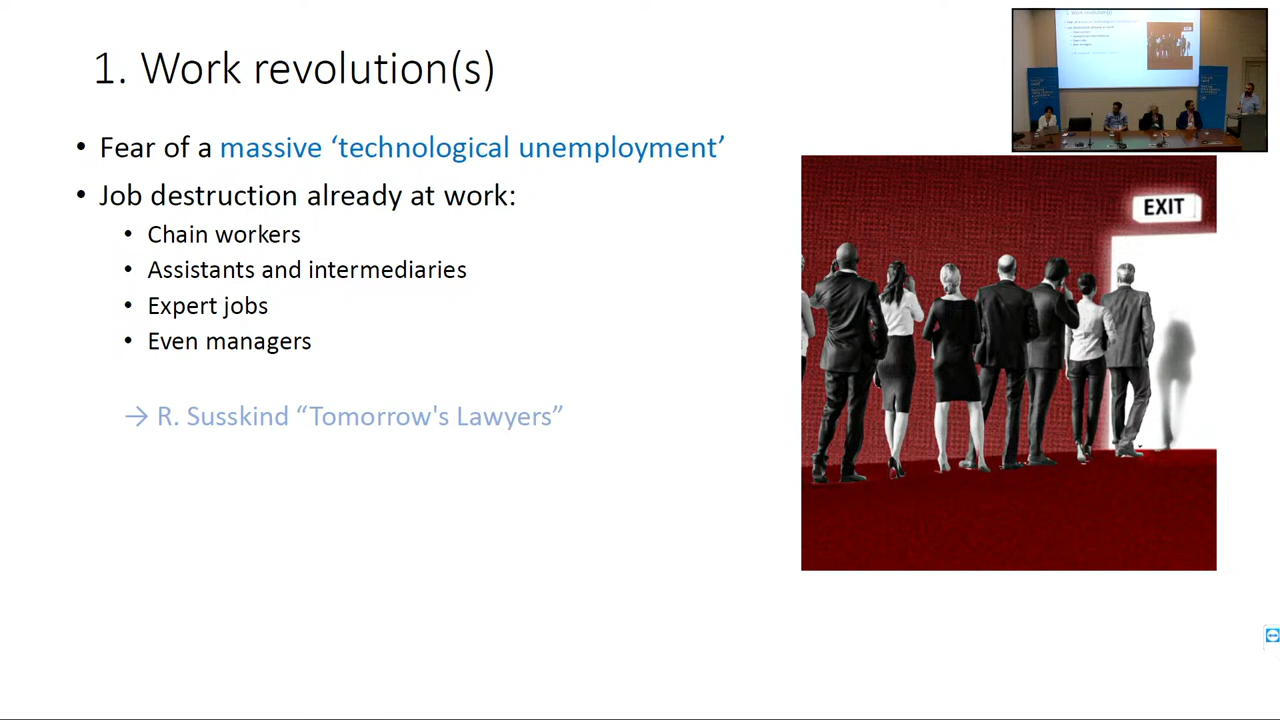 1. Work revolution(s)
• Fear of a massive ‘technological unemployment’
• Job destruction already at work:
• Chain workers
• Assistants and intermediaries
• Expert jobs
• Even managers
→ R. Susskind “Tomorrow's Lawyers”
EXIT